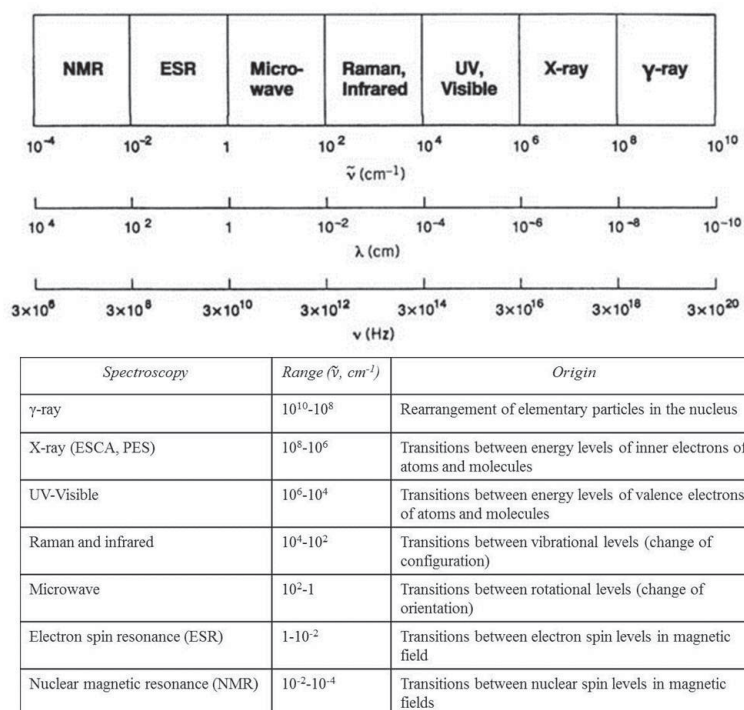 NMR ESR Micro- Raman, UV, X-ray γ-ray
wave Infrared Visible
10⁻⁴ 10⁻² 1 10² 10⁴ 10⁶ 10⁸ 10¹⁰
ṽ (cm⁻¹)
10⁴ 10² 1 10⁻² 10⁻⁴ 10⁻⁶ 10⁻⁸ 10⁻¹⁰
λ (cm)
3×10⁶ 3×10⁸ 3×10¹⁰ 3×10¹² 3×10¹⁴ 3×10¹⁶ 3×10¹⁸ 3×10²⁰
ν (Hz)
Spectroscopy Range (ṽ, cm⁻¹) Origin
γ-ray 10¹⁰-10⁸ Rearrangement of elementary particles in the nucleus
X-ray (ESCA, PES) 10⁸-10⁶ Transitions between energy levels of inner electrons of
atoms and molecules
UV-Visible 10⁶-10⁴ Transitions between energy levels of valence electrons
of atoms and molecules
Raman and infrared 10⁴-10² Transitions between vibrational levels (change of
configuration)
Microwave 10²-1 Transitions between rotational levels (change of
orientation)
Electron spin resonance (ESR) 1-10⁻² Transitions between electron spin levels in magnetic
field
Nuclear magnetic resonance (NMR) 10⁻²-10⁻⁴ Transitions between nuclear spin levels in magnetic
fields